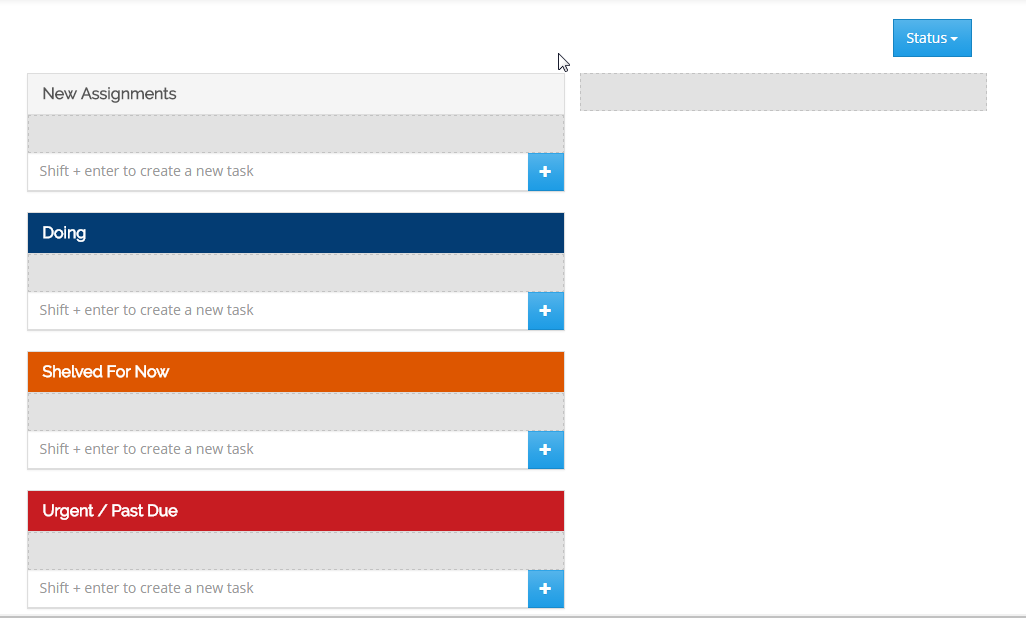 Status
New Assignments
Shift + enter to create a new task
Doing
Shift + enter to create a new task
Shelved For Now
Shift + enter to create a new task
Urgent / Past Due
Shift + enter to create a new task